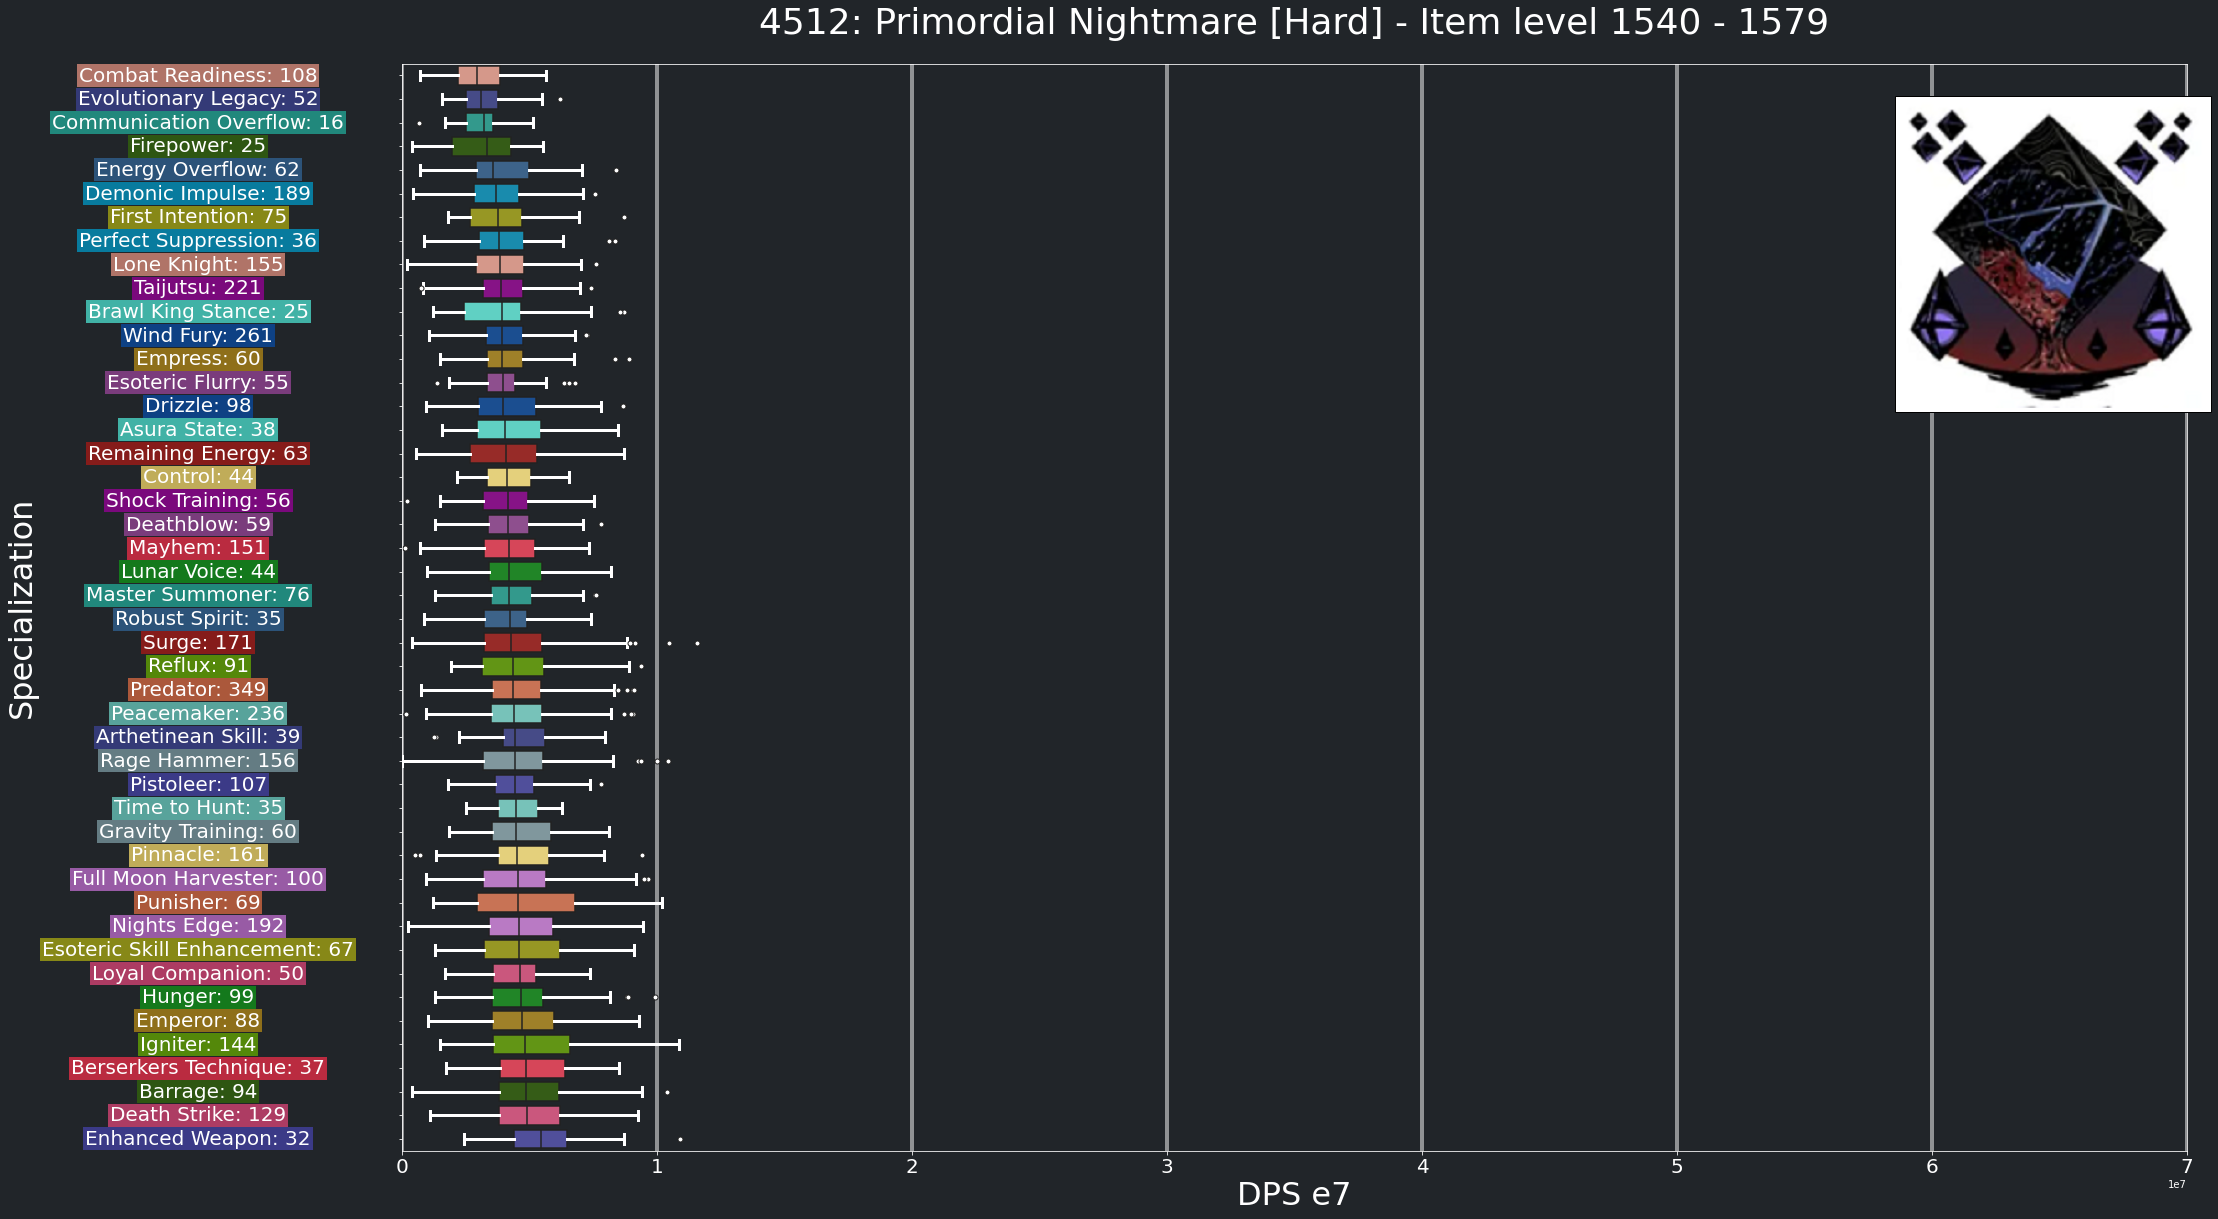 4512: Primordial Nightmare [Hard] - Item level 1540 - 1579
Specialization
Combat Readiness: 108
Evolutionary Legacy: 52
Communication Overflow: 16
Firepower: 25
Energy Overflow: 62
Demonic Impulse: 189
First Intention: 75
Perfect Suppression: 36
Lone Knight: 155
Taijutsu: 221
Brawl King Stance: 25
Wind Fury: 261
Empress: 60
Esoteric Flurry: 55
Drizzle: 98
Asura State: 38
Remaining Energy: 63
Control: 44
Shock Training: 56
Deathblow: 59
Mayhem: 151
Lunar Voice: 44
Master Summoner: 76
Robust Spirit: 35
Surge: 171
Reflux: 91
Predator: 349
Peacemaker: 236
Arthetinean Skill: 39
Rage Hammer: 156
Pistoleer: 107
Time to Hunt: 35
Gravity Training: 60
Pinnacle: 161
Full Moon Harvester: 100
Punisher: 69
Nights Edge: 192
Esoteric Skill Enhancement: 67
Loyal Companion: 50
Hunger: 99
Emperor: 88
Igniter: 144
Berserkers Technique: 37
Barrage: 94
Death Strike: 129
Enhanced Weapon: 32
0 1 2 3 4 5 6 7
1e7
DPS e7